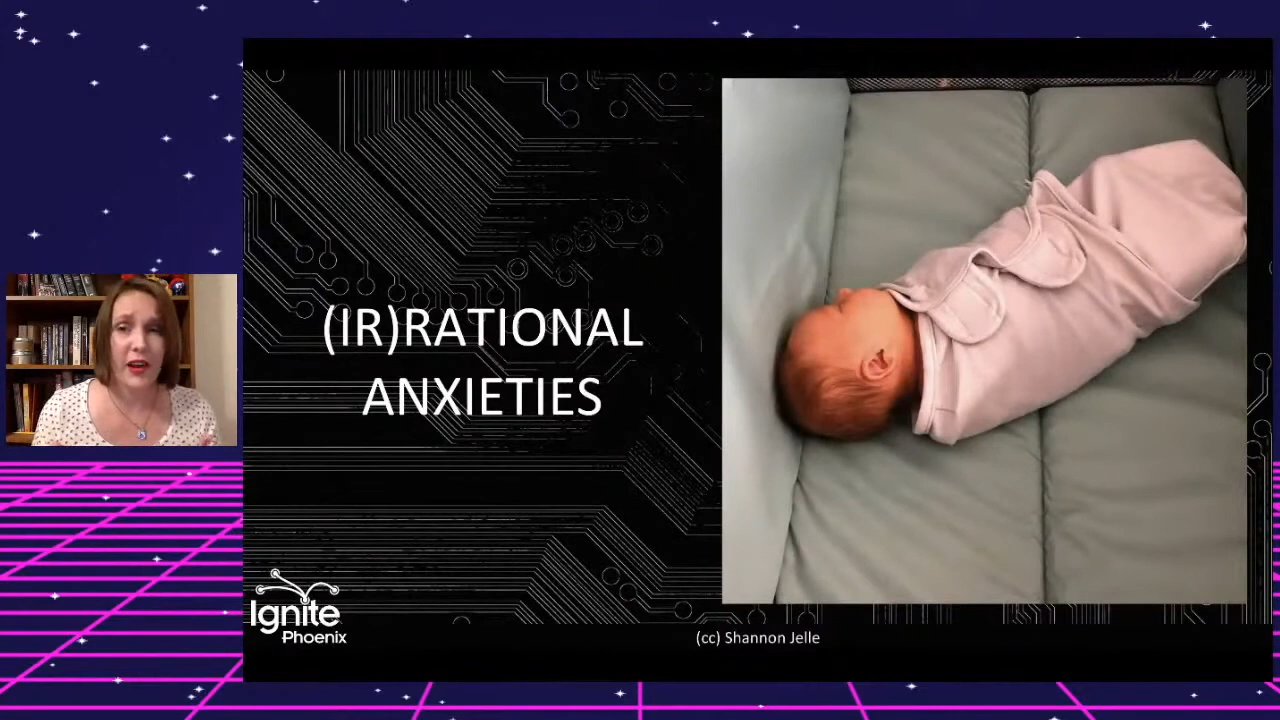 (IR)RATIONAL
ANXIETIES
Ignite
Phoenix
(cc) Shannon Jelle